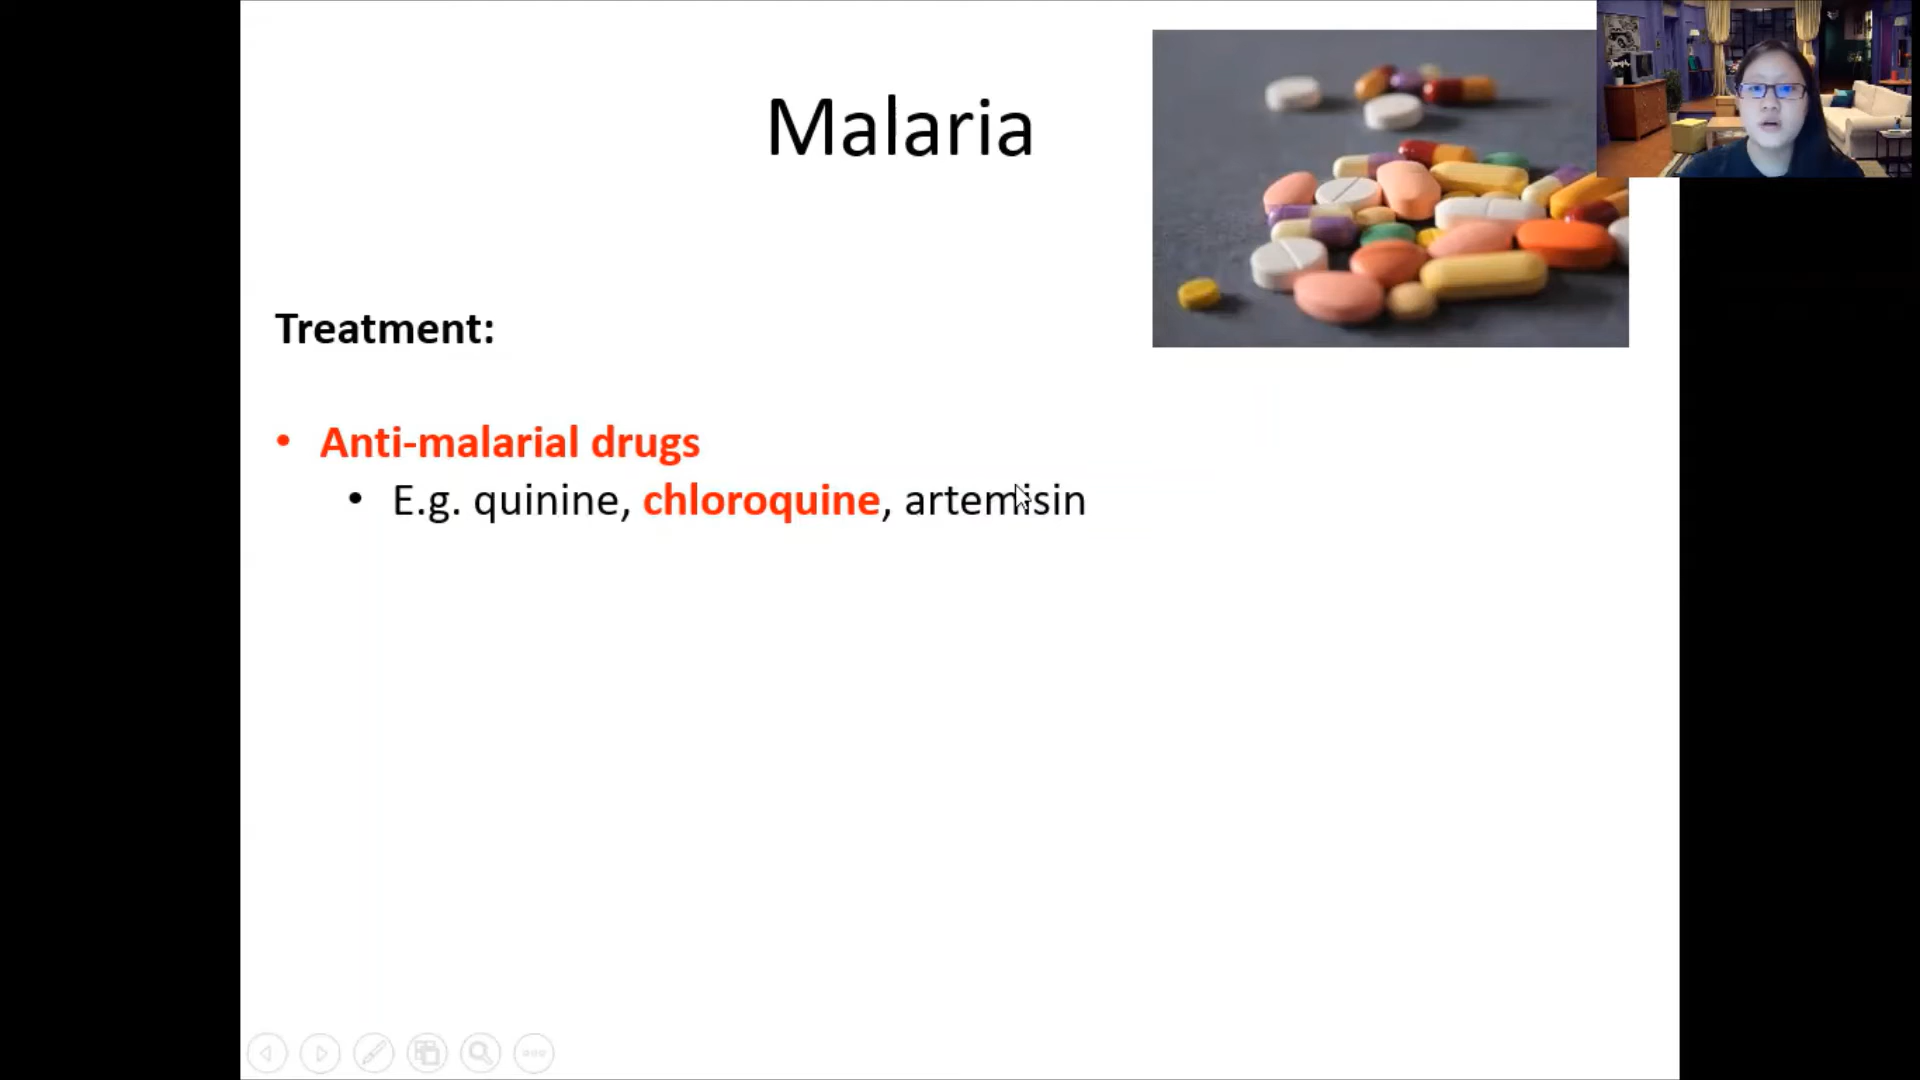 Malaria
Treatment:
• Anti-malarial drugs
• E.g. quinine, chloroquine, artemisin